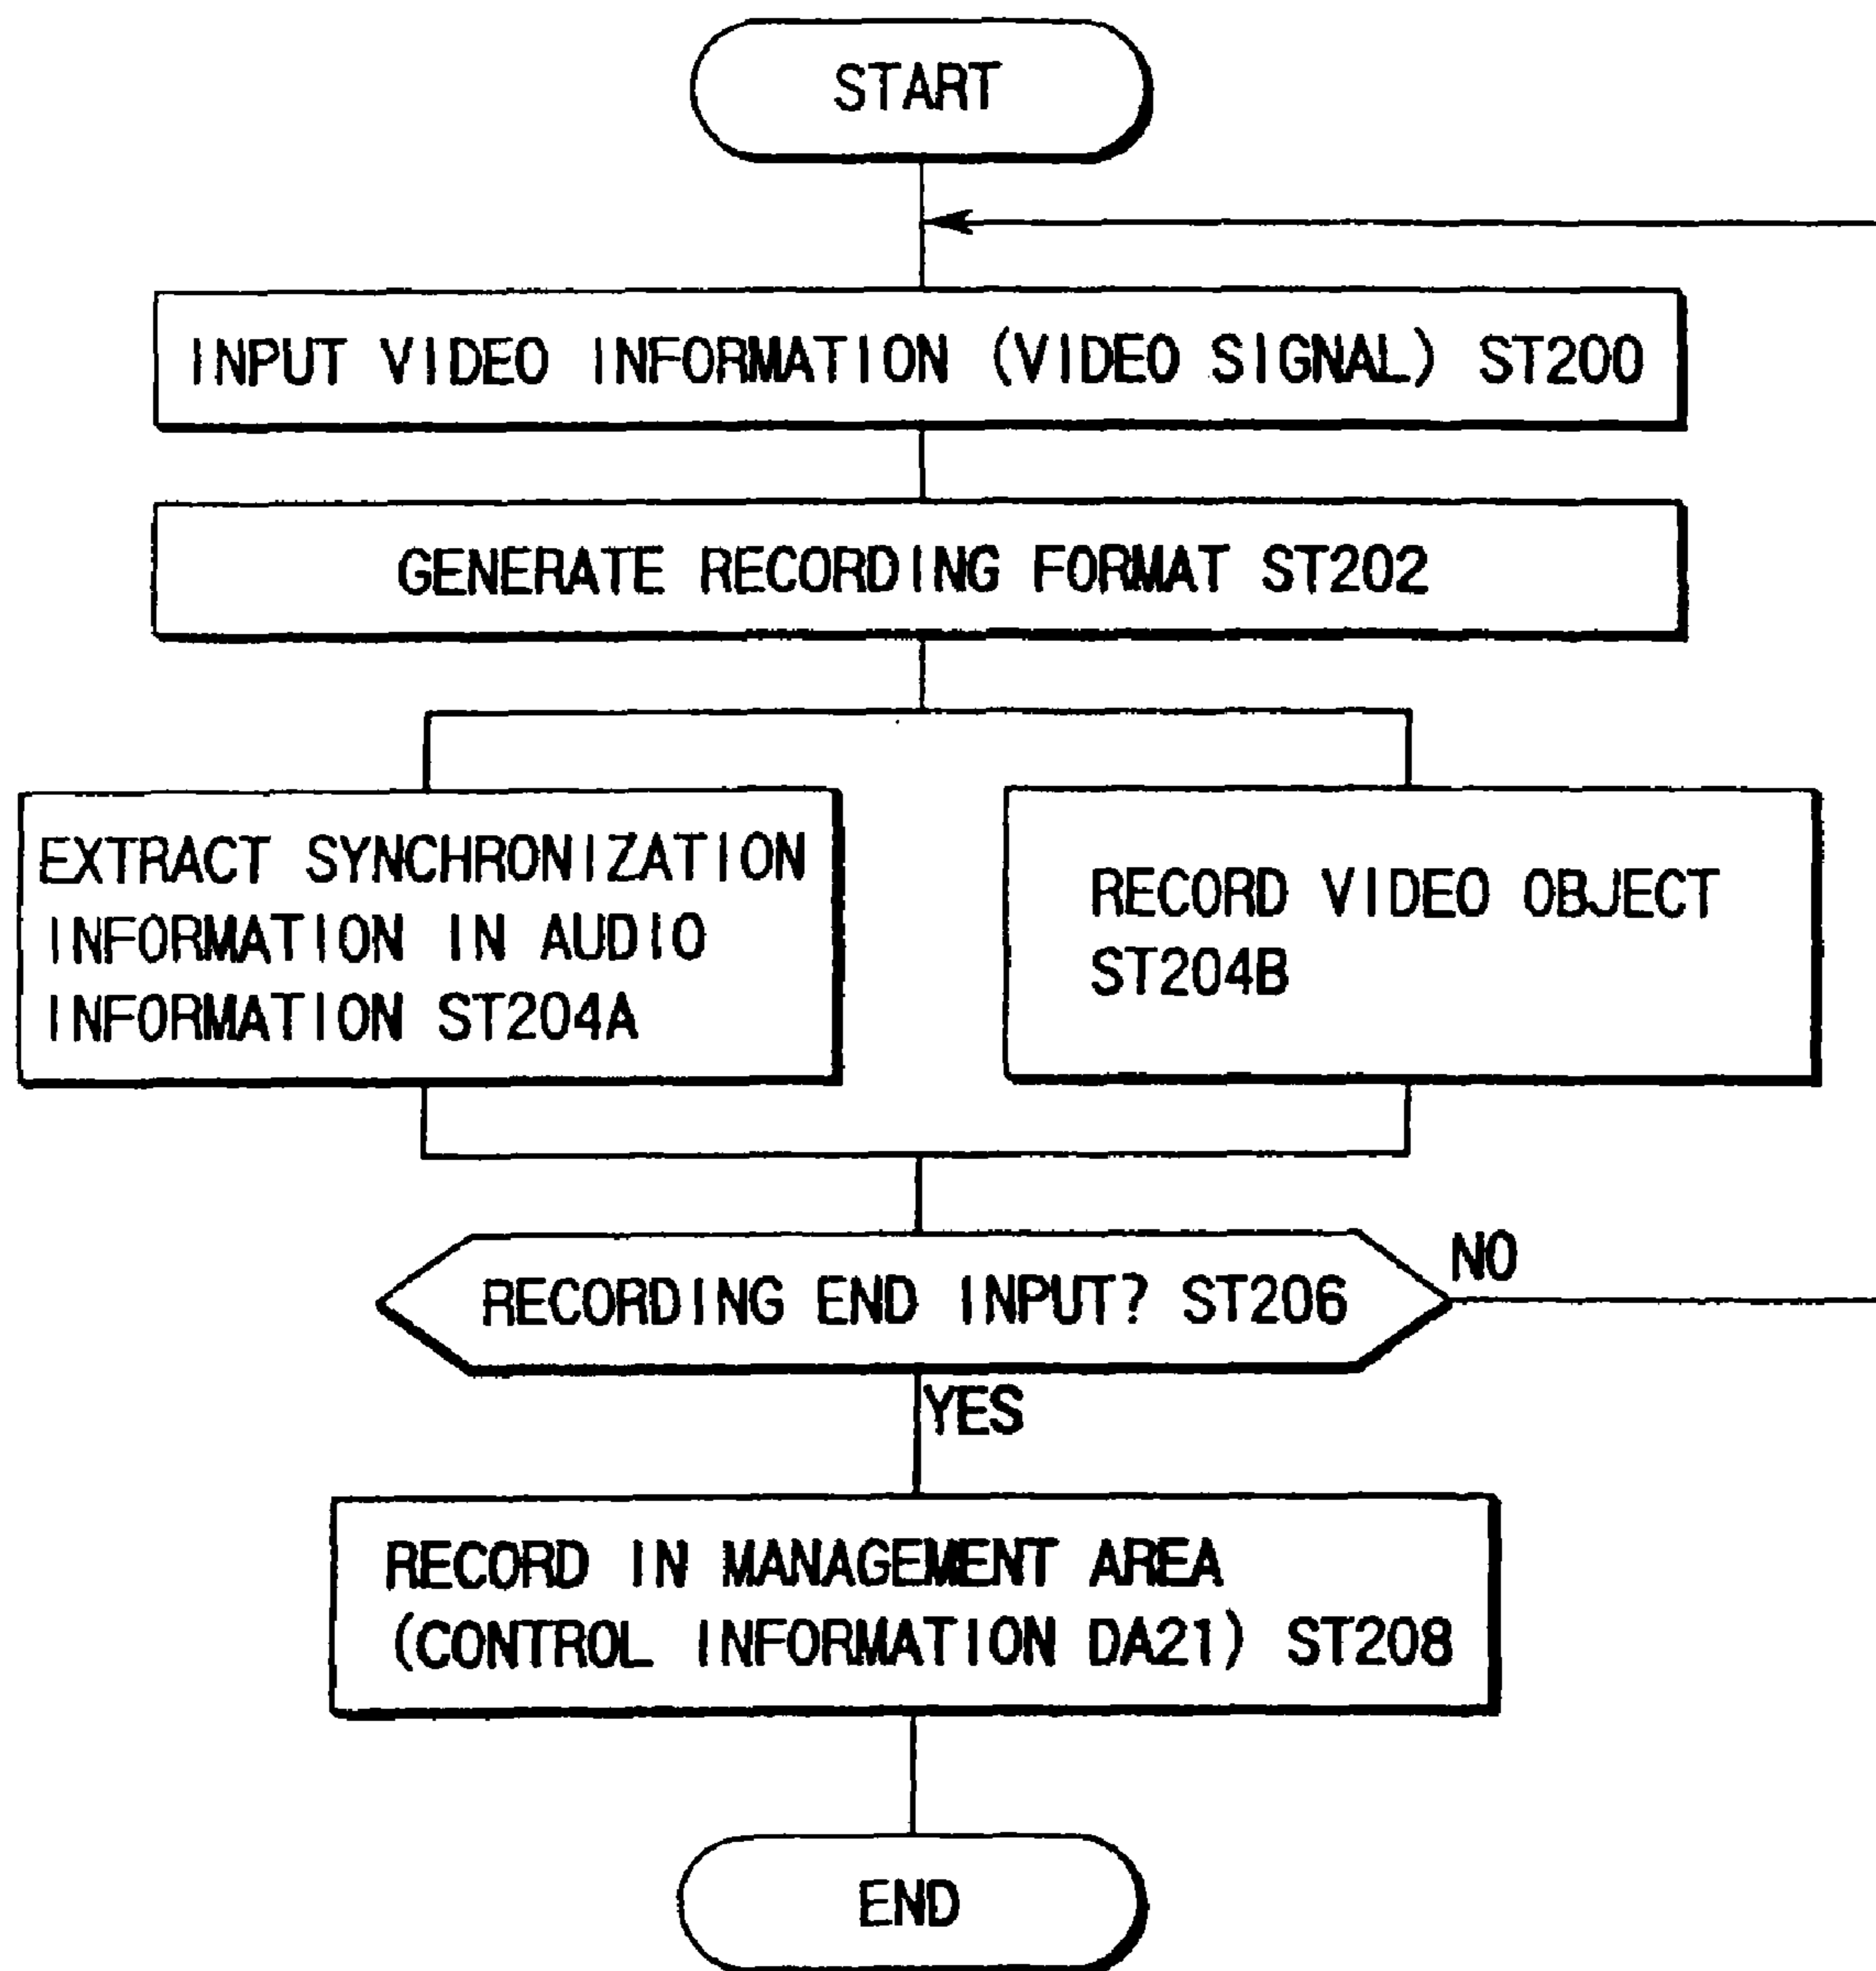 START
INPUT VIDEO INFORMATION (VIDEO SIGNAL) ST200
GENERATE RECORDING FORMAT ST202
EXTRACT SYNCHRONIZATION
INFORMATION IN AUDIO
INFORMATION ST204A
RECORD VIDEO OBJECT
ST204B
RECORDING END INPUT? ST206
NO
YES
RECORD IN MANAGEMENT AREA
(CONTROL INFORMATION DA21) ST208
END